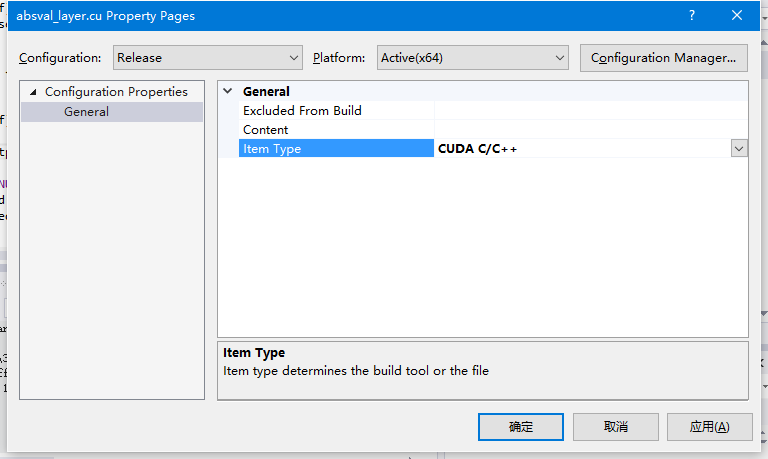 absval_layer.cu Property Pages
Configuration: Release Platform: Active(x64) Configuration Manager...
Configuration Properties
General
General
Excluded From Build
Content
Item Type CUDA C/C++
Item Type
Item type determines the build tool or the file
确定 取消 应用(A)